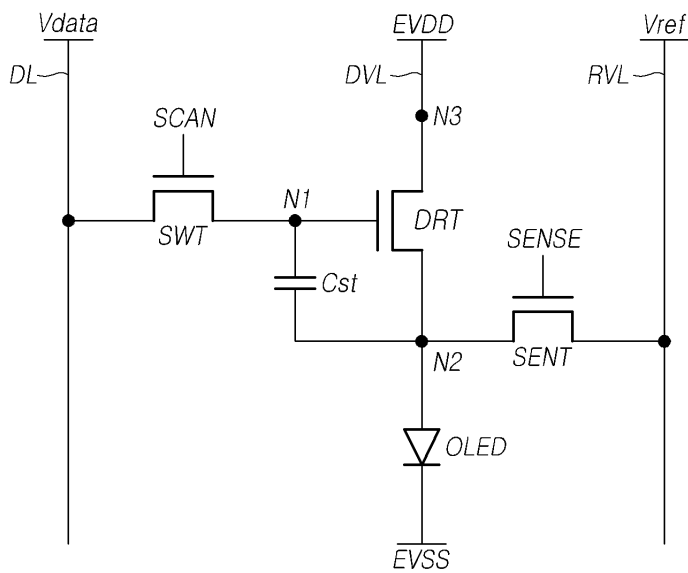 Vdata
EVDD
Vref
DL
DVL
RVL
N3
SCAN
N1
DRT
SWT
SENSE
Cst
N2
SENT
OLED
EVSS